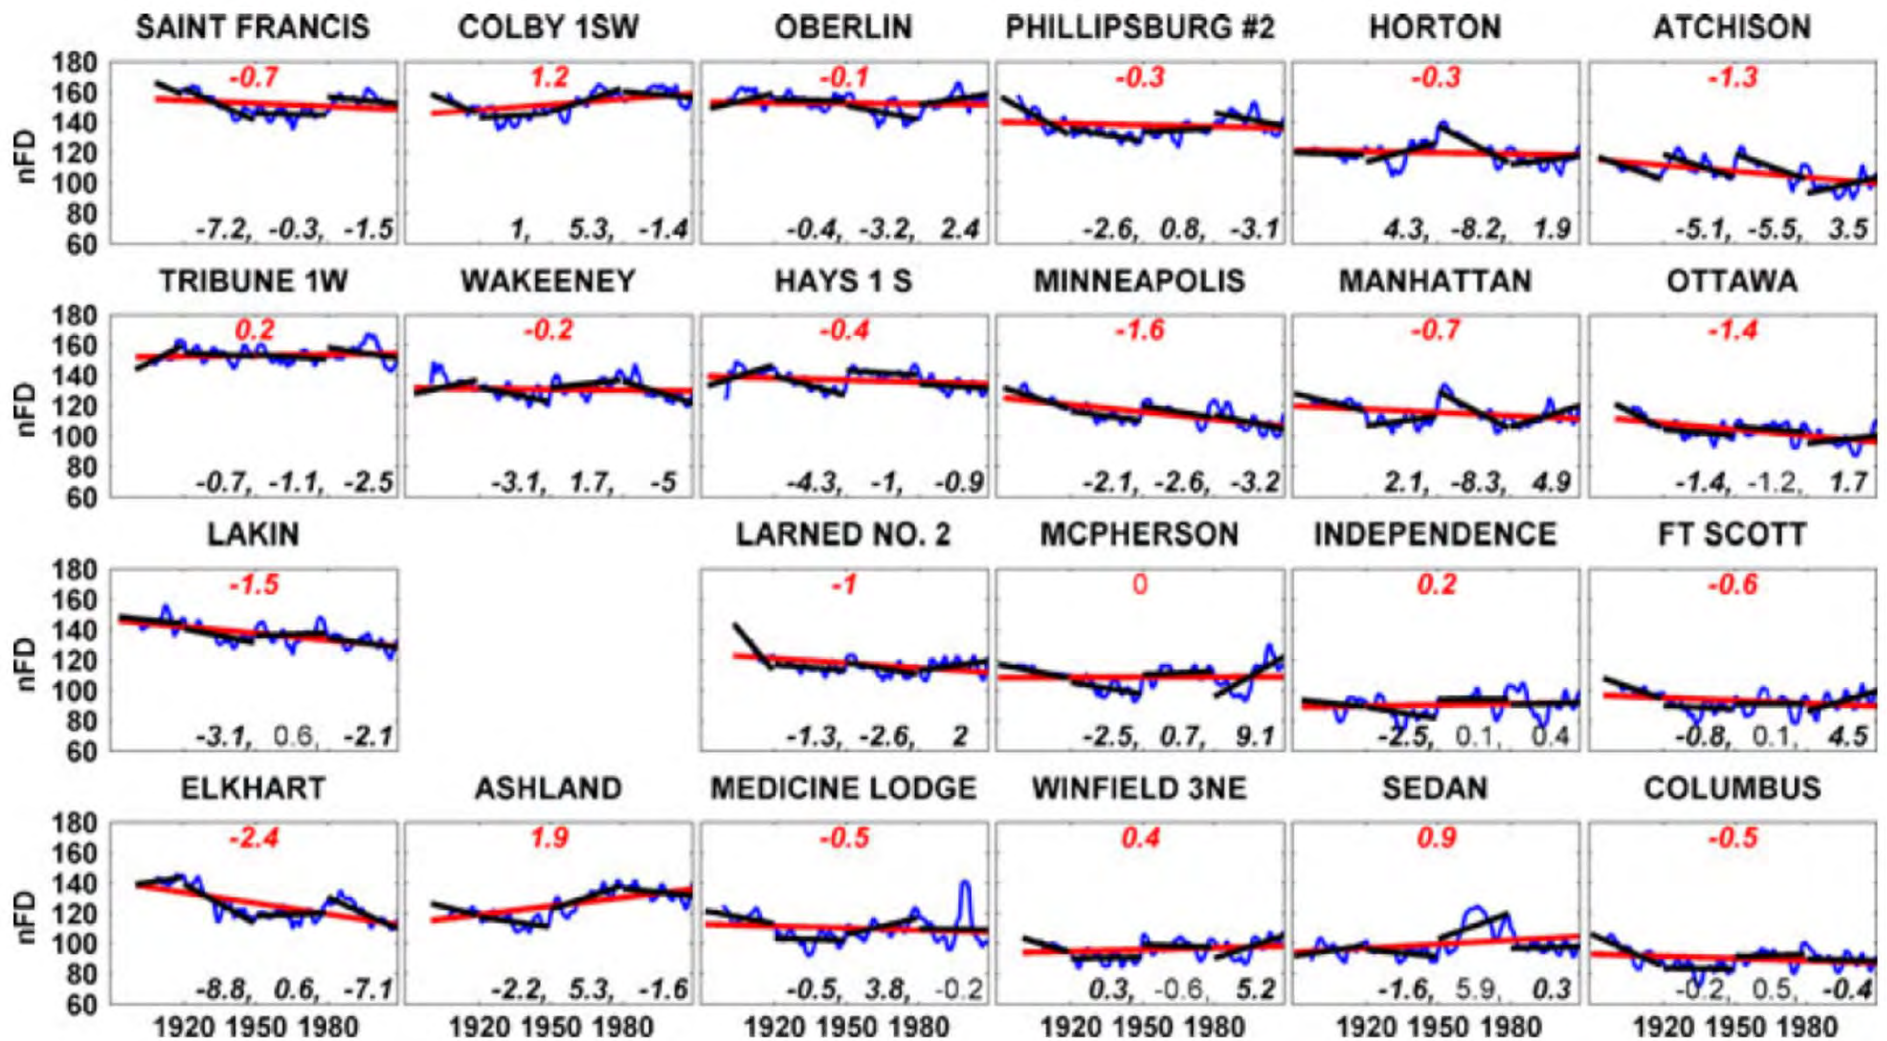 SAINT FRANCIS COLBY 1SW OBERLIN PHILLIPSBURG #2 HORTON ATCHISON
180 -0.7 1.2 -0.1 -0.3 -0.3 -1.3
160
140
nFD
120
100
80
-7.2, -0.3, -1.5 1, 5.3, -1.4 -0.4, -3.2, 2.4 -2.6, 0.8, -3.1 4.3, -8.2, 1.9 -5.1, -5.5, 3.5
60
TRIBUNE 1W WAKEENEY HAYS 1 S MINNEAPOLIS MANHATTAN OTTAWA
180 0.2 -0.2 -0.4 -1.6 -0.7 -1.4
160
140
nFD
120
100
80
-0.7, -1.1, -2.5 -3.1, 1.7, -5 -4.3, -1, -0.9 -2.1, -2.6, -3.2 2.1, -8.3, 4.9 -1.4, -1.2, 1.7
60
LAKIN LARNED NO. 2 MCPHERSON INDEPENDENCE FT SCOTT
180 -1.5 -1 0 0.2 -0.6
160
140
nFD
120
100
80
-3.1, 0.6, -2.1 -1.3, -2.6, 2 -2.5, 0.7, 9.1 -2.5, 0.1, 0.4 -0.8, 0.1, 4.5
60
ELKHART ASHLAND MEDICINE LODGE WINFIELD 3NE SEDAN COLUMBUS
180 -2.4 1.9 -0.5 0.4 0.9 -0.5
160
140
nFD
120
100
80
-8.8, 0.6, -7.1 -2.2, 5.3, -1.6 -0.5, 3.8, -0.2 0.3, -0.6, 5.2 -1.6, 5.9, 0.3 -0.2, 0.5, -0.4
60
1920 1950 1980 1920 1950 1980 1920 1950 1980 1920 1950 1980 1920 1950 1980 1920 1950 1980